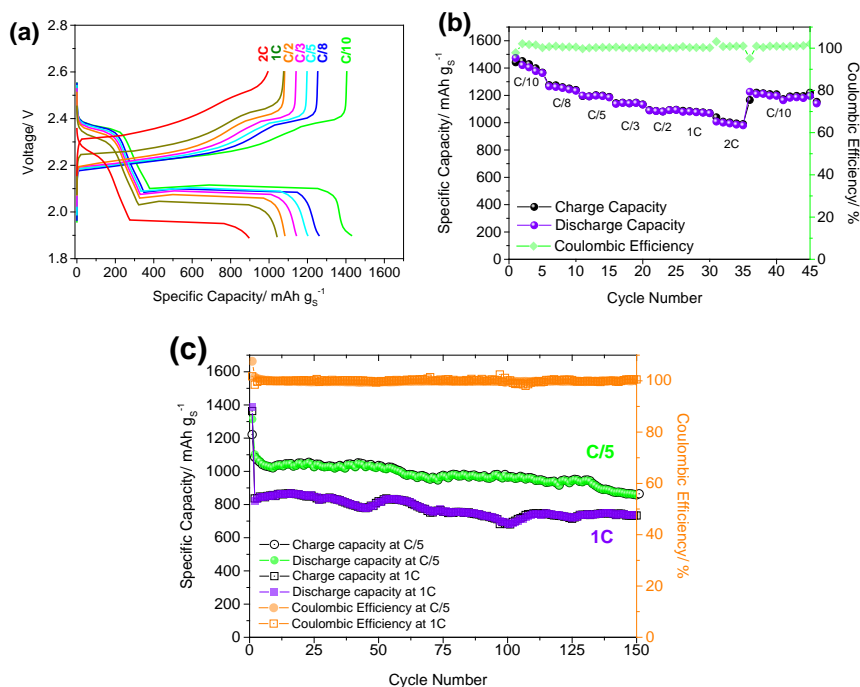 (a)
2C
1C
C/2
C/3
C/5
C/8
C/10
2.8
2.6
2.4
2.2
2.0
1.8
Voltage/ V
0 200 400 600 800 1000 1200 1400 1600
Specific Capacity/ mAh gS-1
(b)
1600
1400
1200
1000
800
600
400
200
0
Specific Capacity/ mAh gS-1
C/10
C/8
C/5
C/3
C/2
1C
2C
C/10
Charge Capacity
Discharge Capacity
Coulombic Efficiency
0 5 10 15 20 25 30 35 40 45
Cycle Number
100
80
60
40
20
0
Coulombic Efficiency/ %
(c)
1600
1400
1200
1000
800
600
400
200
0
Specific Capacity/ mAh gS-1
C/5
1C
Charge capacity at C/5
Discharge capacity at C/5
Charge capacity at 1C
Discharge capacity at 1C
Coulombic Efficiency at C/5
Coulombic Efficiency at 1C
0 25 50 75 100 125 150
Cycle Number
100
80
60
40
20
0
Coulombic Efficiency/ %